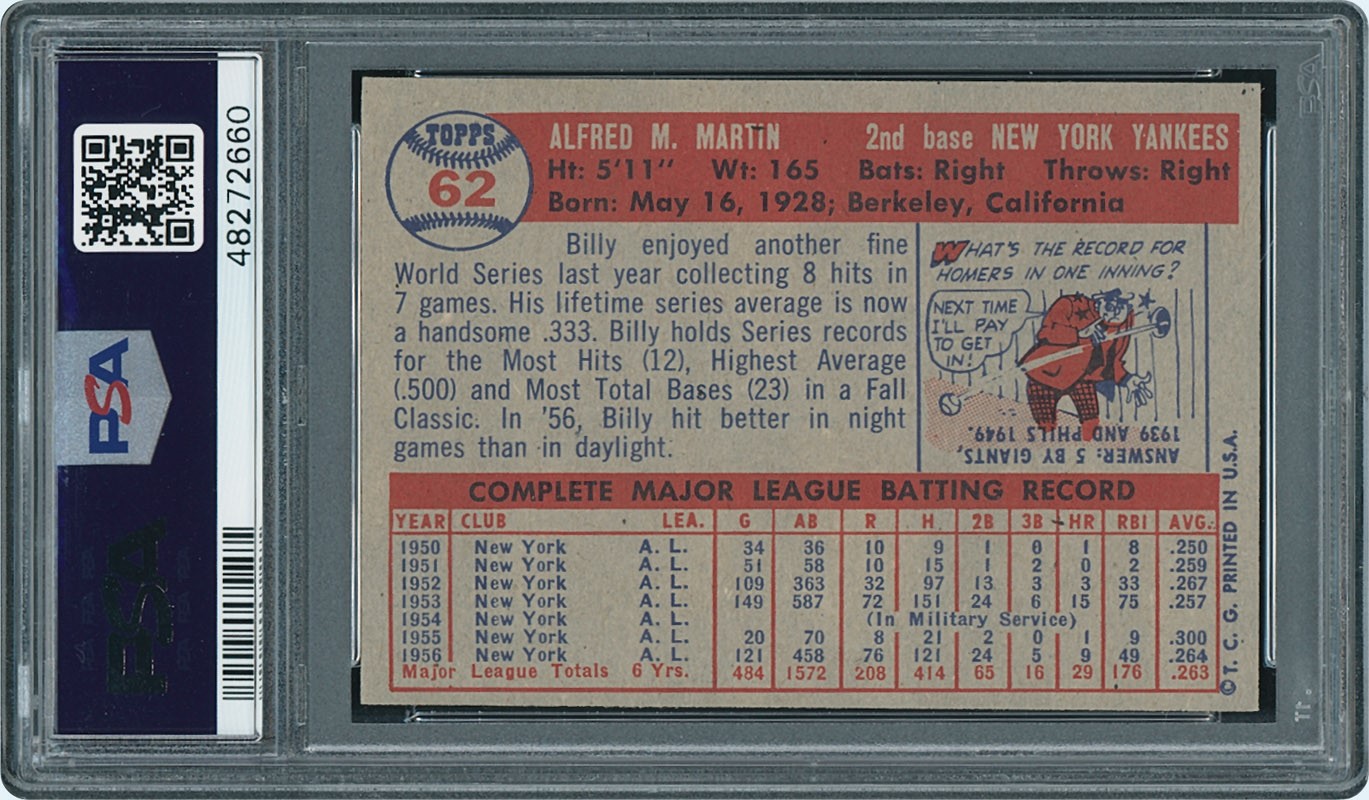 48272660
PSA
PSA
TOPPS
62
ALFRED M. MARTIN 2nd base NEW YORK YANKEES
Ht: 5'11" Wt: 165 Bats: Right Throws: Right
Born: May 16, 1928; Berkeley, California
Billy enjoyed another fine
World Series last year collecting 8 hits in
7 games. His lifetime series average is now
a handsome .333. Billy holds Series records
for the Most Hits (12), Highest Average
(.500) and Most Total Bases (23) in a Fall
Classic. In '56, Billy hit better in night
games than in daylight.
WHAT'S THE RECORD FOR
HOMERS IN ONE INNING?
NEXT TIME
I'LL PAY
TO GET
IN!
ANSWER: 5 BY GIANTS,
1939 AND PHILS 1949.
COMPLETE MAJOR LEAGUE BATTING RECORD
YEAR CLUB LEA. G AB R H 2B 3B HR RBI AVG.
1950 New York A. L. 34 36 10 9 1 0 1 8 .250
1951 New York A. L. 51 58 10 15 1 2 0 2 .259
1952 New York A. L. 109 363 32 97 13 3 3 33 .267
1953 New York A. L. 149 587 72 151 24 6 15 75 .257
1954 New York A. L. (In Military Service)
1955 New York A. L. 20 70 8 21 2 0 1 9 .300
1956 New York A. L. 121 458 76 121 24 5 9 49 .264
Major League Totals 6 Yrs. 484 1572 208 414 65 16 29 176 .263
© T. C. G. PRINTED IN U.S.A.
PSA